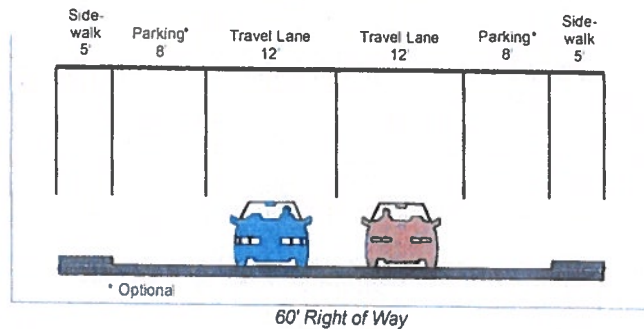 Side-
walk
5'
Parking*
8'
Travel Lane
12'
Travel Lane
12'
Parking*
8'
Side-
walk
5'
* Optional
60' Right of Way